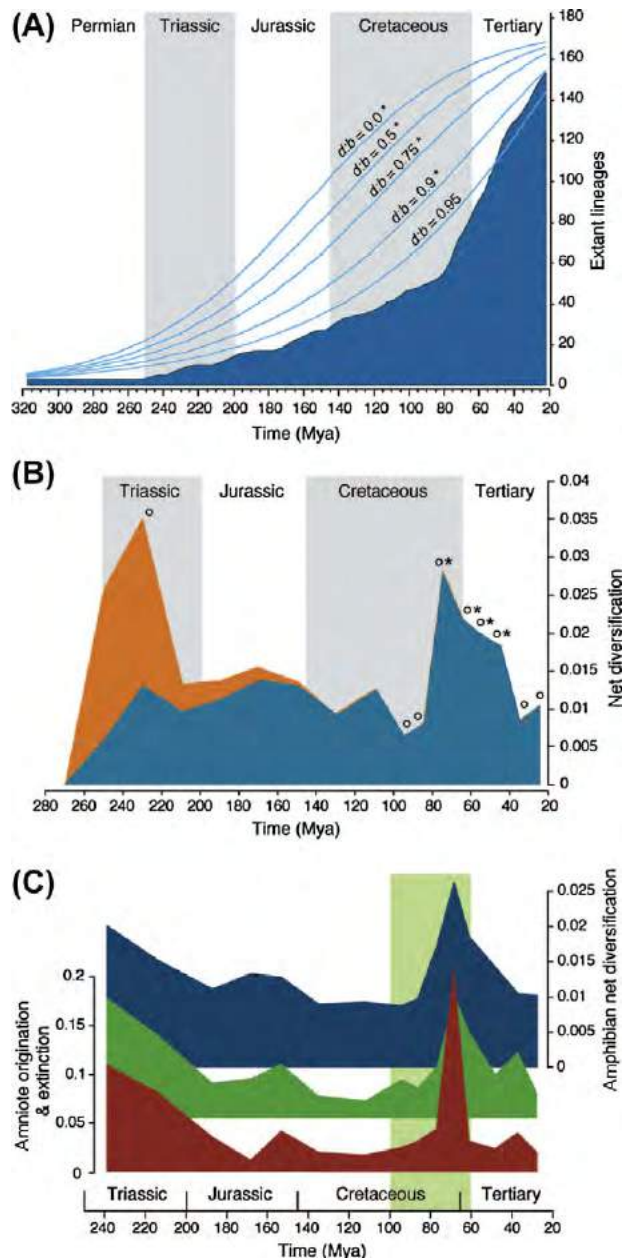 (A)
Permian Triassic Jurassic Cretaceous Tertiary
180
160
140
120
100
80
60
40
20
0
Extant lineages
d:b = 0.0 *
d:b = 0.5 *
d:b = 0.75 *
d:b = 0.9 *
d:b = 0.95
320 300 280 260 240 220 200 180 160 140 120 100 80 60 40 20
Time (Mya)
(B)
Triassic Jurassic Cretaceous Tertiary
0.04
0.035
0.03
0.025
0.02
0.015
0.01
0.005
0
Net diversification
280 260 240 220 200 180 160 140 120 100 80 60 40 20
Time (Mya)
(C)
0.025
0.02
0.015
0.01
0.005
0
Amphibian net diversification
0.2
0.15
0.1
0.05
0
Amniote origination
& extinction
Triassic Jurassic Cretaceous Tertiary
240 220 200 180 160 140 120 100 80 60 40 20
Time (Mya)